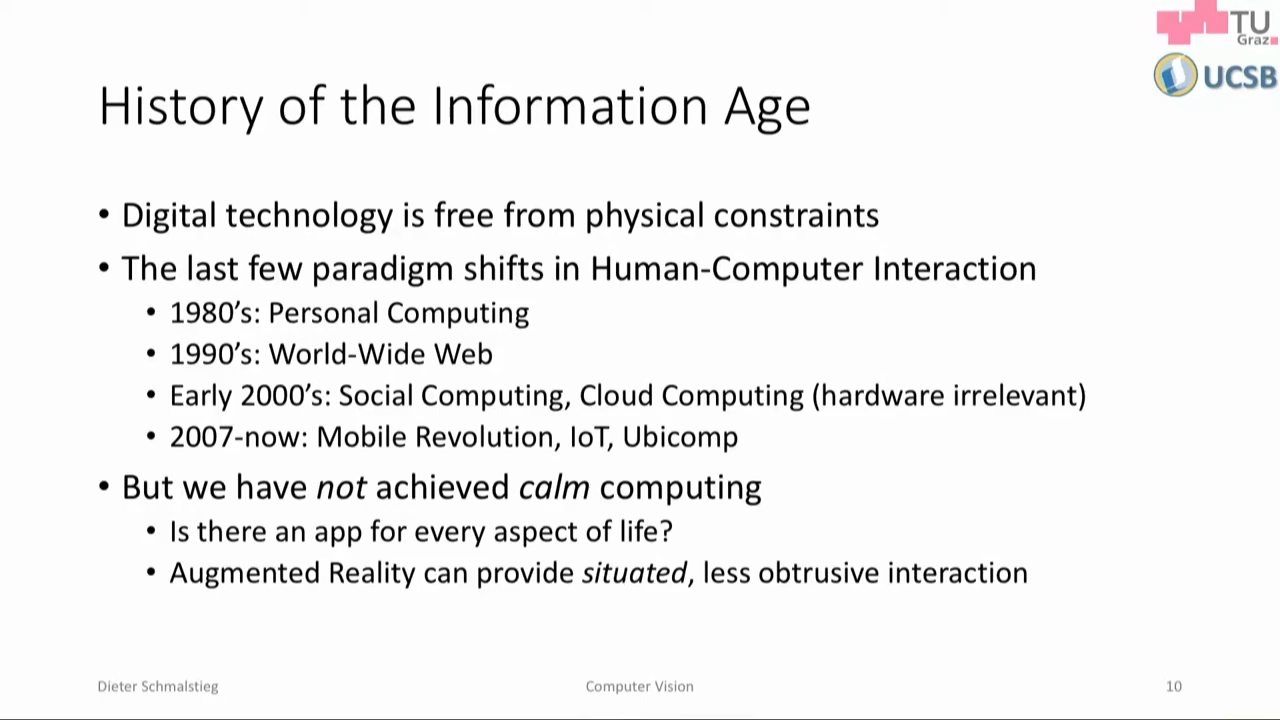 TU
Graz
UCSB
History of the Information Age
• Digital technology is free from physical constraints
• The last few paradigm shifts in Human-Computer Interaction
• 1980’s: Personal Computing
• 1990’s: World-Wide Web
• Early 2000’s: Social Computing, Cloud Computing (hardware irrelevant)
• 2007-now: Mobile Revolution, IoT, Ubicomp
• But we have not achieved calm computing
• Is there an app for every aspect of life?
• Augmented Reality can provide situated, less obtrusive interaction
Dieter Schmalstieg
Computer Vision
10